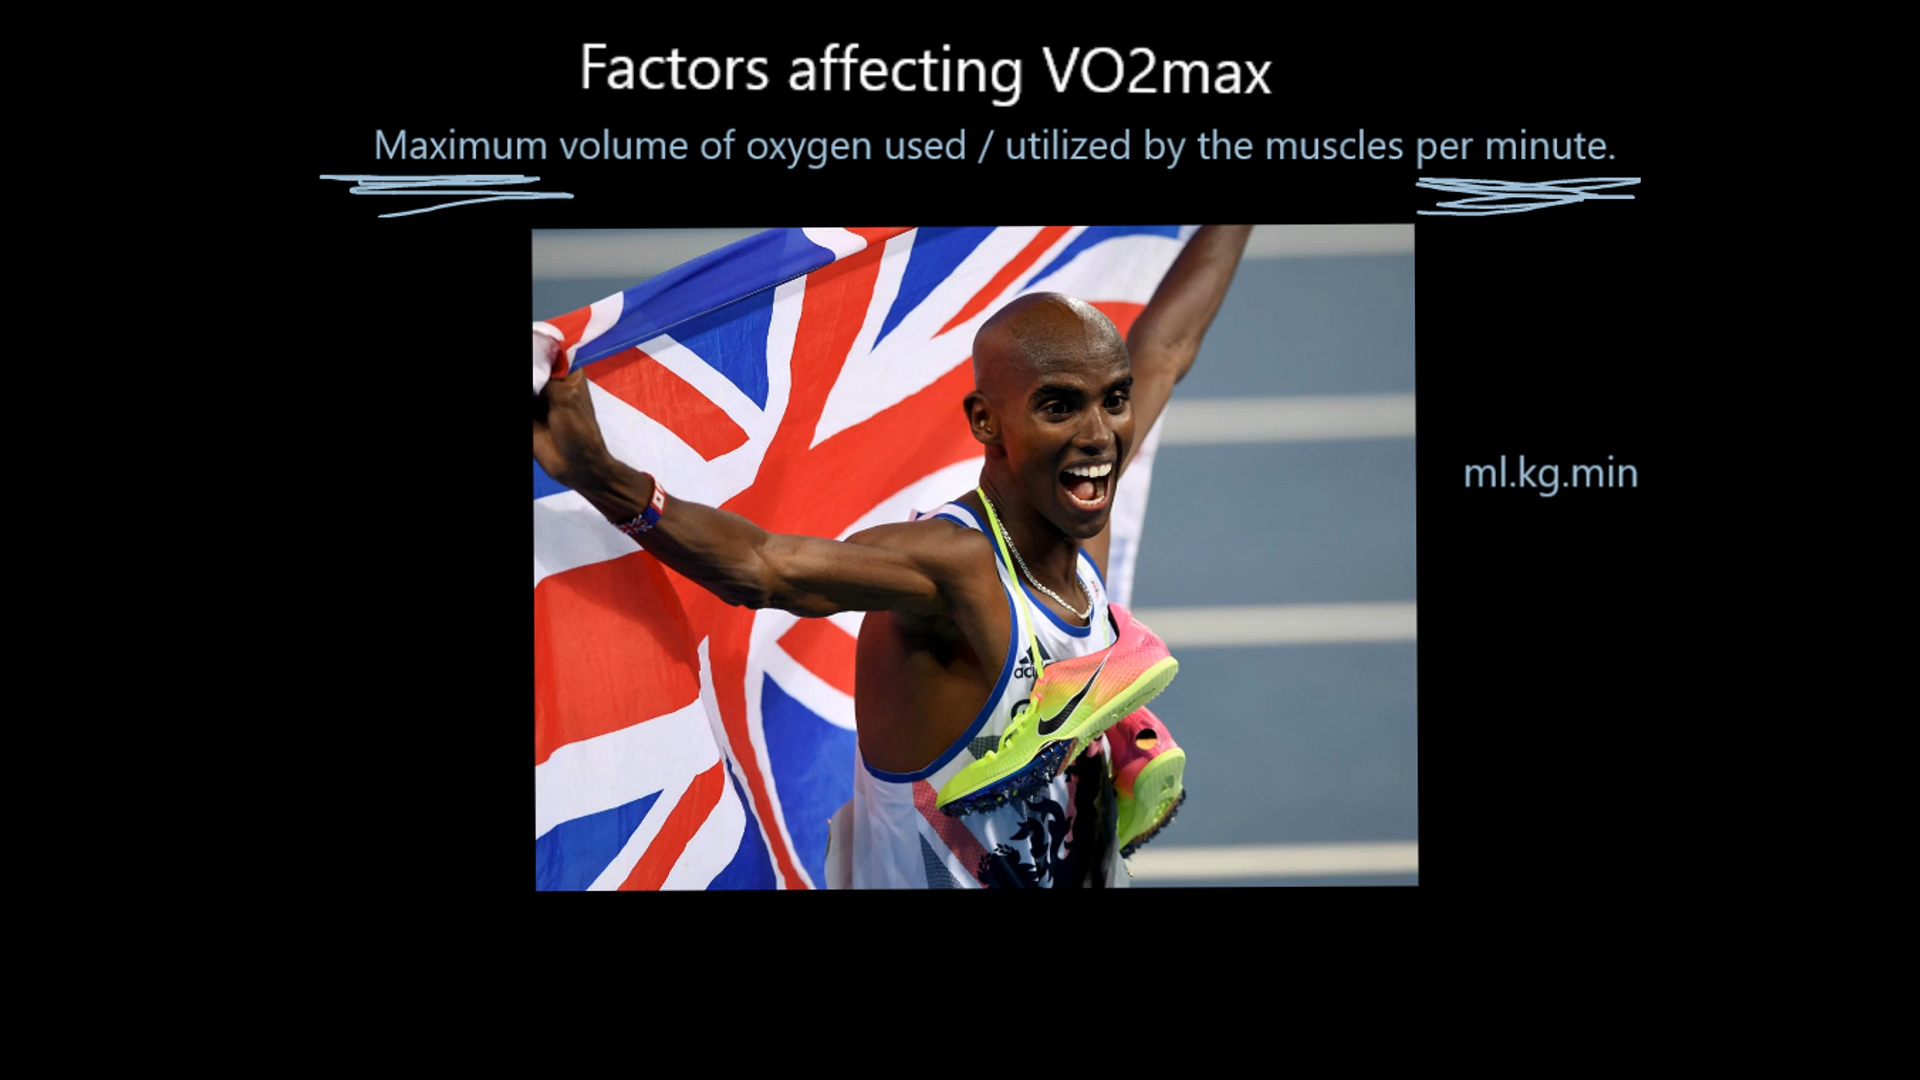 Factors affecting VO2max
Maximum volume of oxygen used / utilized by the muscles per minute.
ml.kg.min